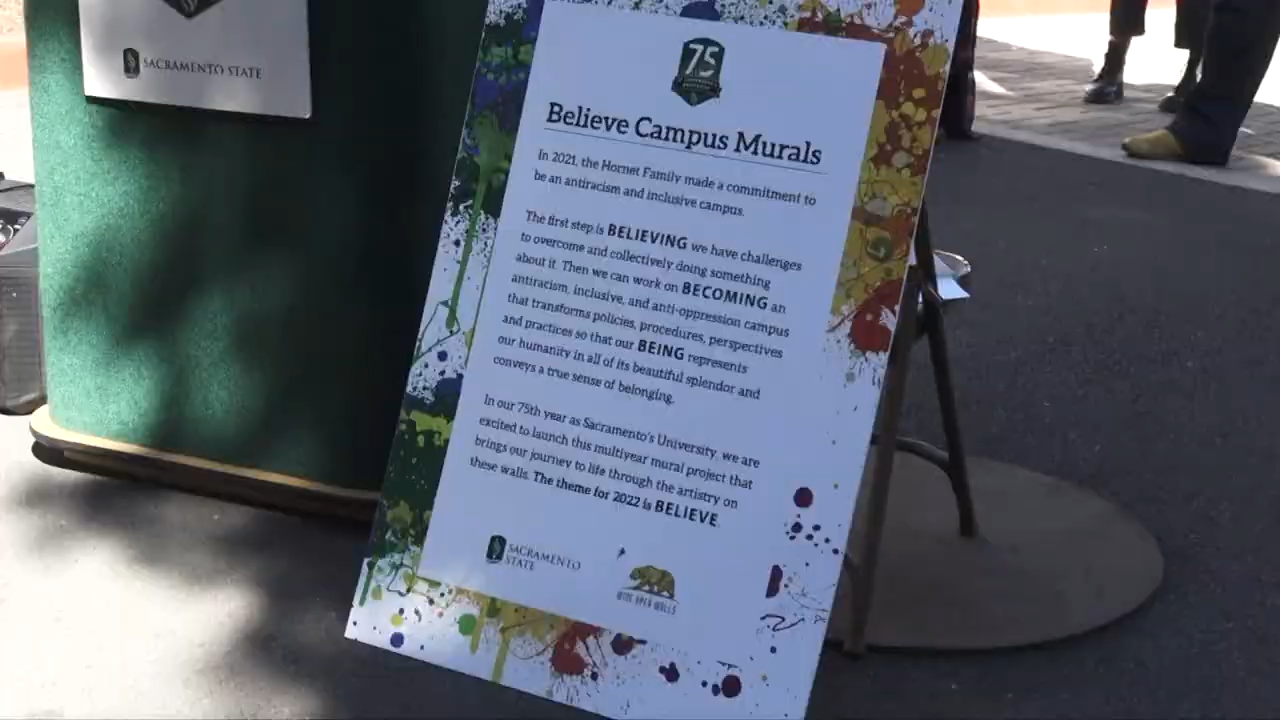 SACRAMENTO STATE
75
Believe Campus Murals
In 2021, the Hornet Family made a commitment to
be an antiracism and inclusive campus.
The first step is BELIEVING we have challenges
to overcome and collectively doing something
about it. Then we can work on BECOMING an
antiracism, inclusive, and anti-oppression campus
that transforms policies, procedures, perspectives
and practices so that our BEING represents
our humanity in all of its beautiful splendor and
conveys a true sense of belonging.
In our 75th year as Sacramento's University, we are
excited to launch this multiyear mural project that
brings our journey to life through the artistry on
these walls. The theme for 2022 is BELIEVE.
SACRAMENTO
STATE
WIDE OPEN WALLS